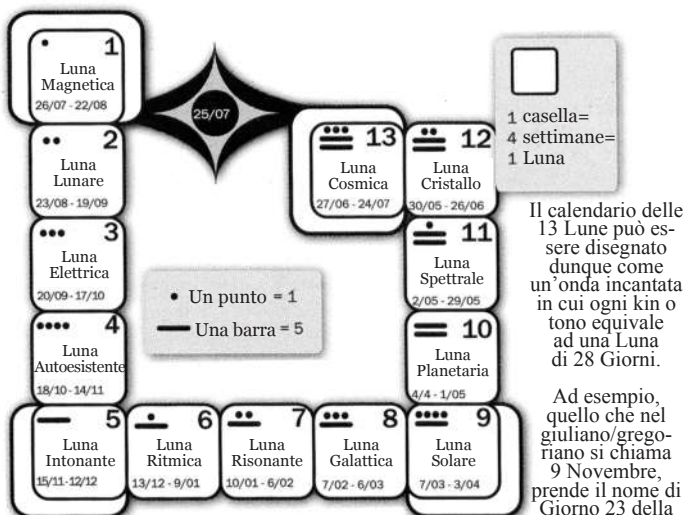 1
Luna
Magnetica
26/07 - 22/08
25/07
2
Luna
Lunare
23/08 - 19/09
3
Luna
Elettrica
20/09 - 17/10
4
Luna
Autoesistente
18/10 - 14/11
5
Luna
Intonante
15/11 - 12/12
6
Luna
Ritmica
13/12 - 9/01
7
Luna
Risonante
10/01 - 6/02
8
Luna
Galattica
7/02 - 6/03
9
Luna
Solare
7/03 - 3/04
10
Luna
Planetaria
4/4 - 1/05
11
Luna
Spettrale
2/05 - 29/05
12
Luna
Cristallo
30/05 - 26/06
13
Luna
Cosmica
27/06 - 24/07
• Un punto = 1
Una barra = 5
1 casella=
4 settimane=
1 Luna
Il calendario delle
13 Lune può es-
sere disegnato
dunque come
un'onda incantata
in cui ogni kin o
tono equivale
ad una Luna
di 28 Giorni.
Ad esempio,
quello che nel
giuliano/grego-
riano si chiama
9 Novembre,
prende il nome di
Giorno 23 della